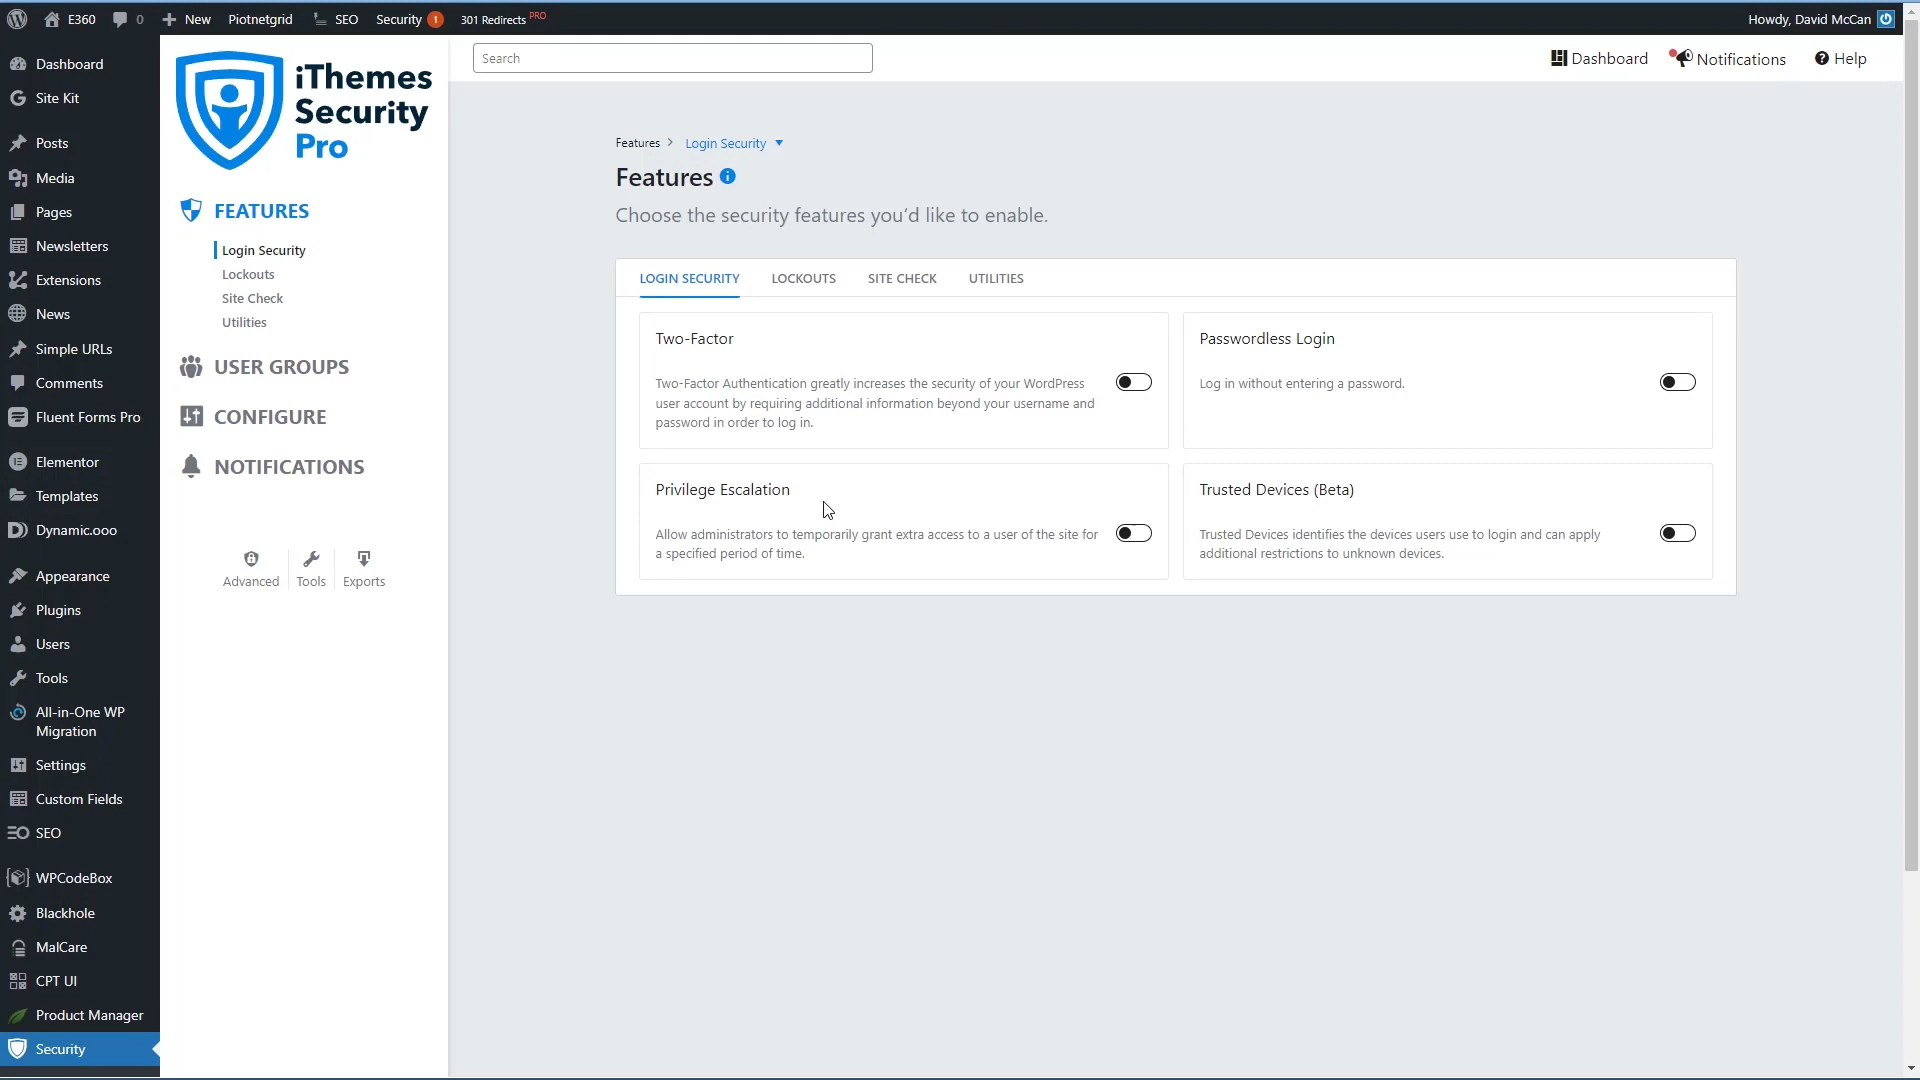 E360
0
New
Piotnetgrid
SEO
Security 1
301 Redirects PRO
Howdy, David McCan
Dashboard
Site Kit
Posts
Media
Pages
Newsletters
Extensions
News
Simple URLs
Comments
Fluent Forms Pro
Elementor
Templates
Dynamic.ooo
Appearance
Plugins
Users
Tools
All-in-One WP
Migration
Settings
Custom Fields
SEO
WPCodeBox
Blackhole
MalCare
CPT UI
Product Manager
Security
iThemes
Security
Pro
FEATURES
Login Security
Lockouts
Site Check
Utilities
USER GROUPS
CONFIGURE
NOTIFICATIONS
Advanced
Tools
Exports
Search
Dashboard
Notifications
Help
Features > Login Security
Features
Choose the security features you'd like to enable.
LOGIN SECURITY
LOCKOUTS
SITE CHECK
UTILITIES
Two-Factor
Two-Factor Authentication greatly increases the security of your WordPress
user account by requiring additional information beyond your username and
password in order to log in.
Passwordless Login
Log in without entering a password.
Privilege Escalation
Allow administrators to temporarily grant extra access to a user of the site for
a specified period of time.
Trusted Devices (Beta)
Trusted Devices identifies the devices users use to login and can apply
additional restrictions to unknown devices.